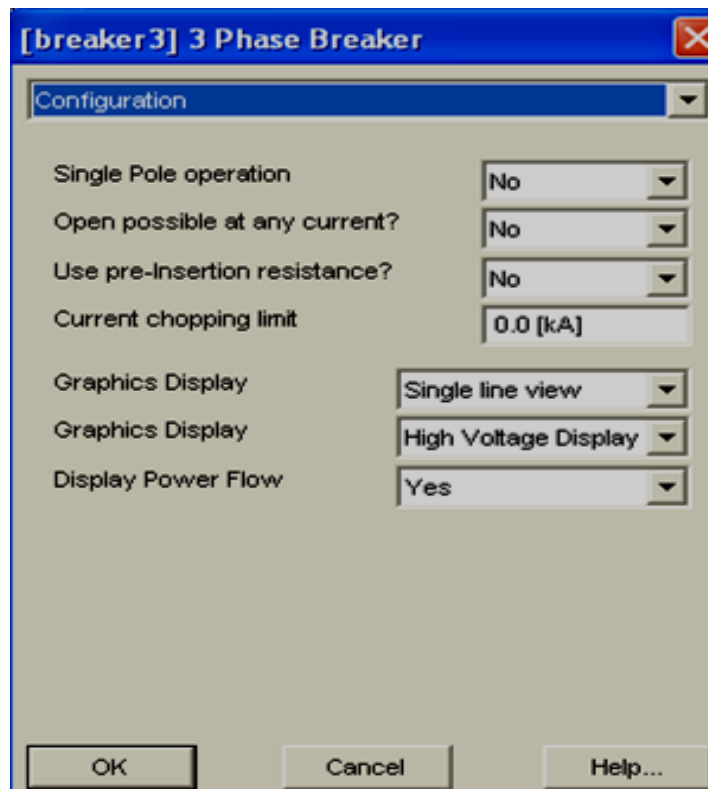 [breaker3] 3 Phase Breaker
Configuration
Single Pole operation No
Open possible at any current? No
Use pre-Insertion resistance? No
Current chopping limit 0.0 [kA]
Graphics Display Single line view
Graphics Display High Voltage Display
Display Power Flow Yes
OK Cancel Help...